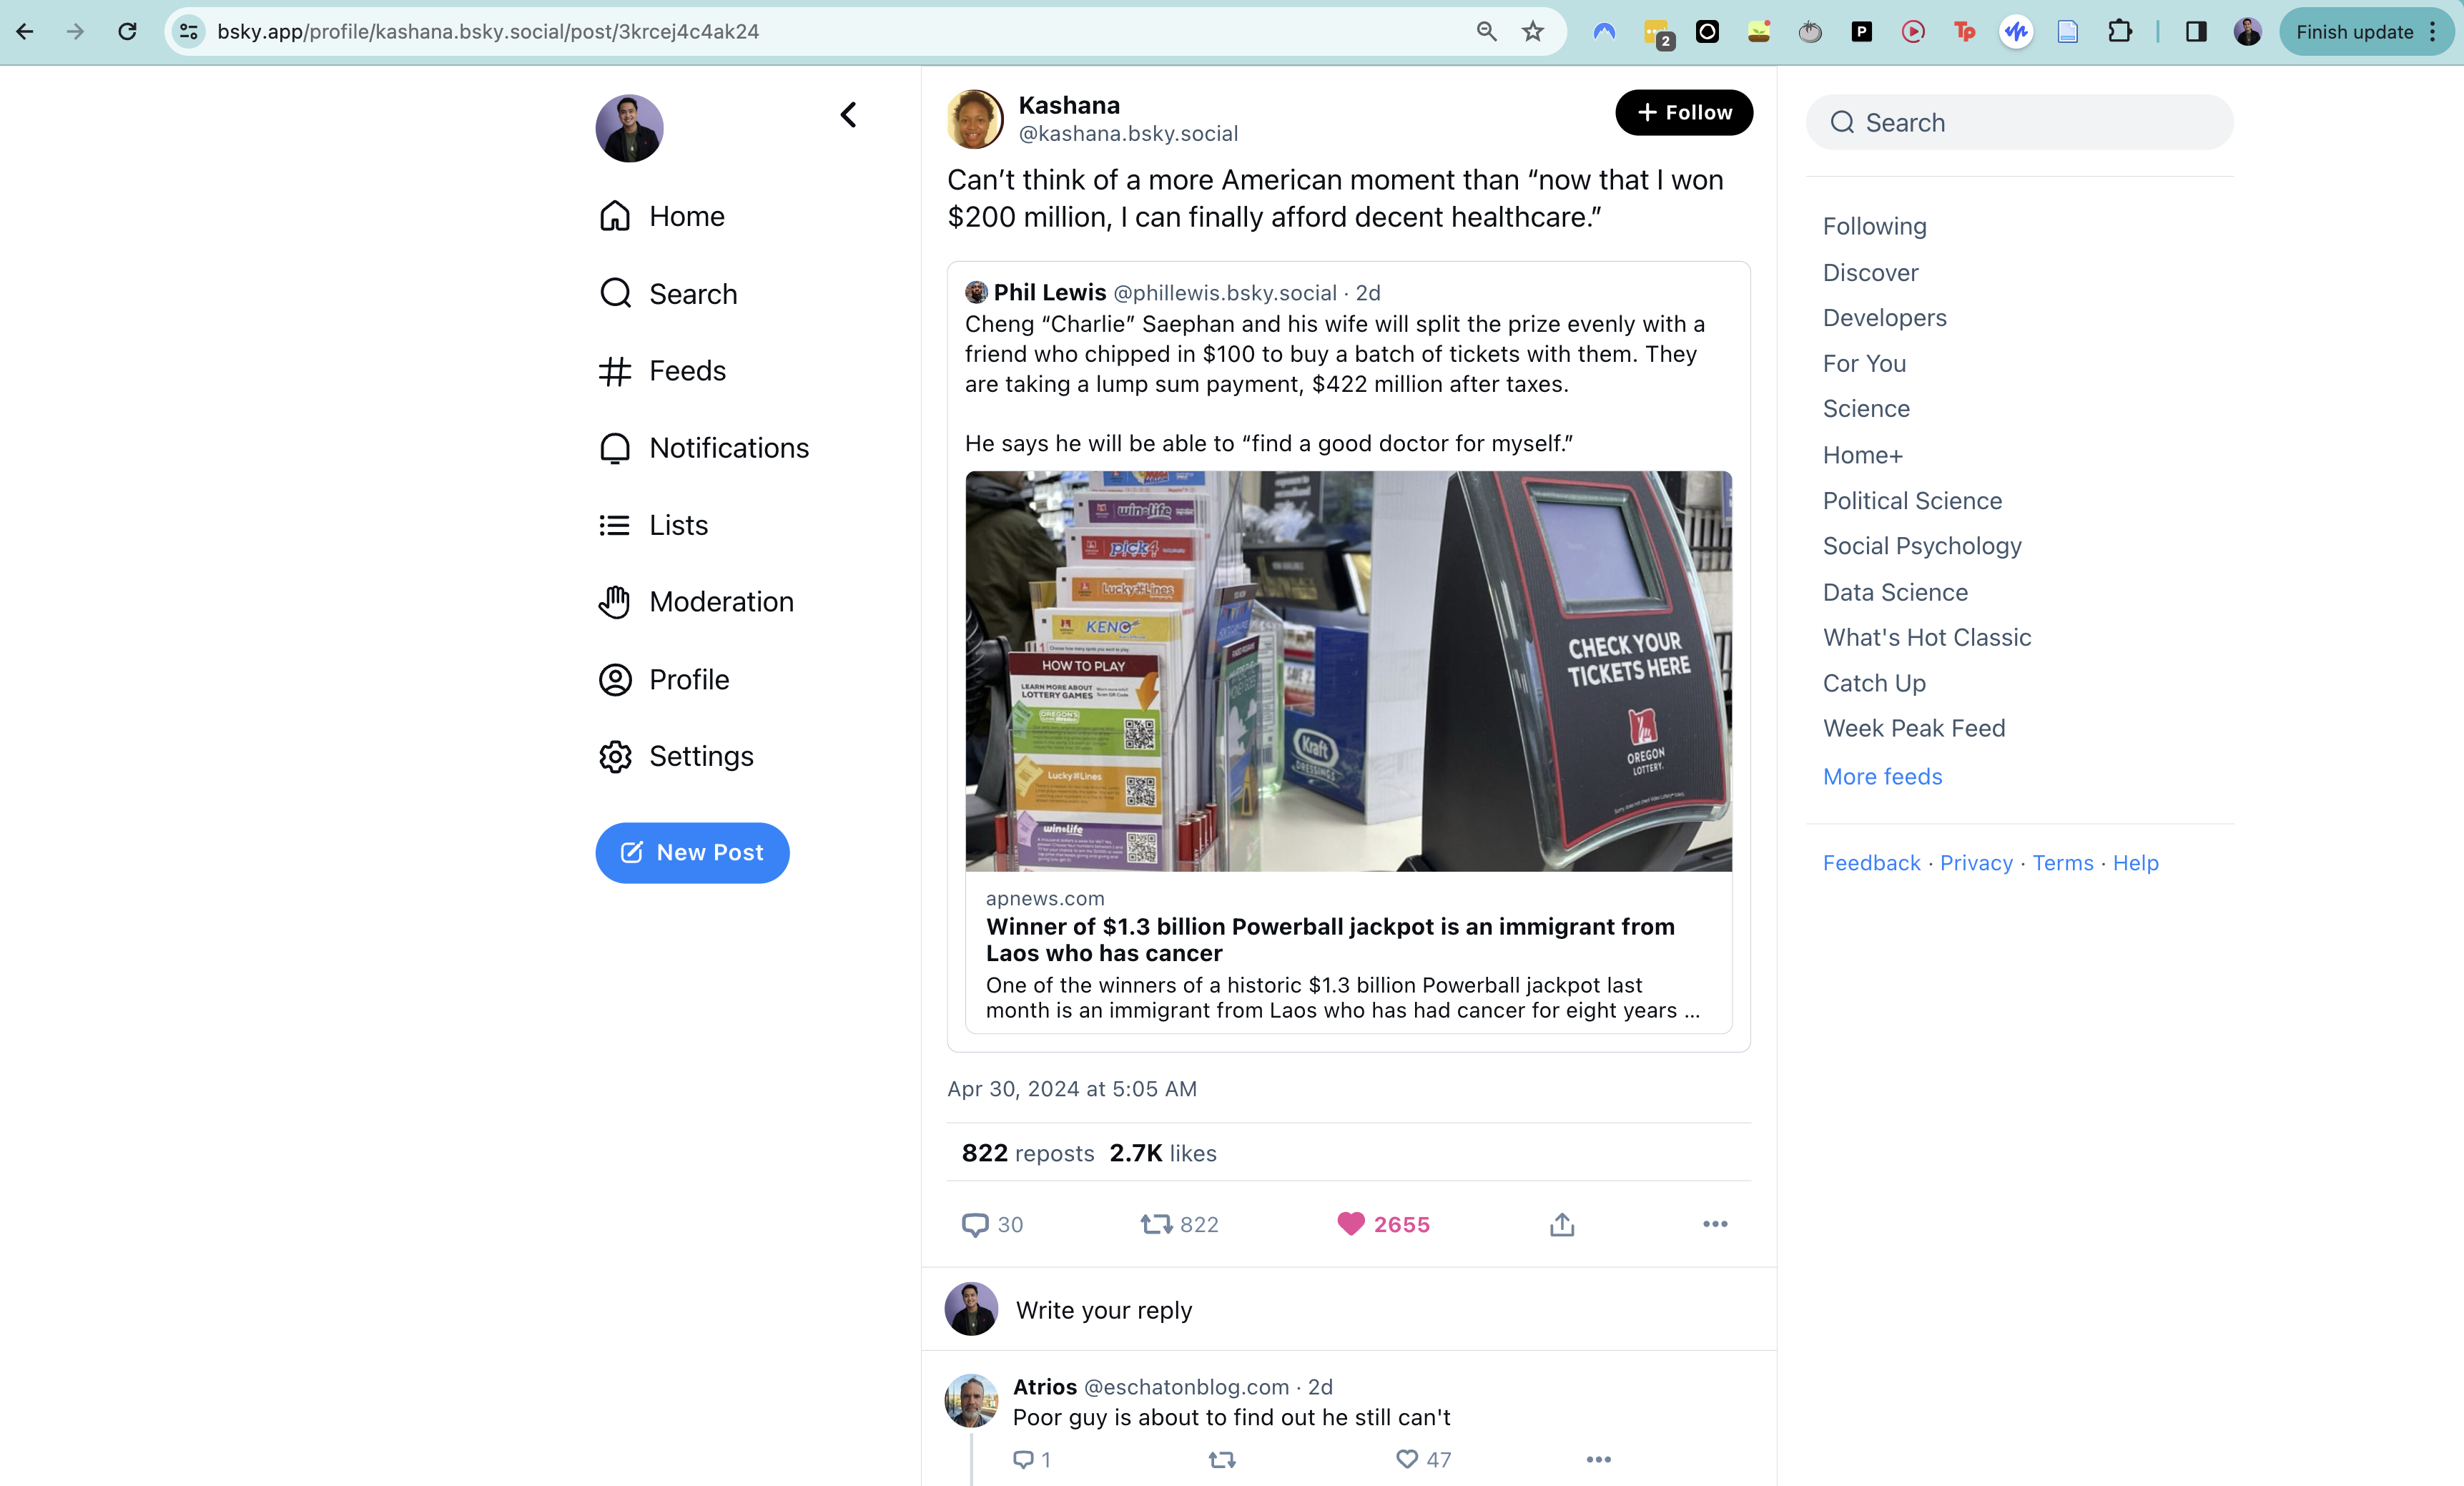 bsky.app/profile/kashana.bsky.social/post/3krcej4c4ak24
2
P
Tp
Finish update
Home
Search
Feeds
Notifications
Lists
Moderation
Profile
Settings
New Post
Kashana
@kashana.bsky.social
+ Follow
Can’t think of a more American moment than “now that I won
$200 million, I can finally afford decent healthcare.”
Phil Lewis @phillewis.bsky.social · 2d
Cheng “Charlie” Saephan and his wife will split the prize evenly with a
friend who chipped in $100 to buy a batch of tickets with them. They
are taking a lump sum payment, $422 million after taxes.
He says he will be able to “find a good doctor for myself.”
win for life
pick4
Lucky Lines
KENO
HOW TO PLAY
LEARN MORE ABOUT
LOTTERY GAMES
Lucky Lines
win for life
Kraft
DRESSINGS
CHECK YOUR
TICKETS HERE
OREGON
LOTTERY.
apnews.com
Winner of $1.3 billion Powerball jackpot is an immigrant from
Laos who has cancer
One of the winners of a historic $1.3 billion Powerball jackpot last
month is an immigrant from Laos who has had cancer for eight years ...
Apr 30, 2024 at 5:05 AM
822 reposts 2.7K likes
30 822 2655
Write your reply
Atrios @eschatonblog.com · 2d
Poor guy is about to find out he still can't
1 47
Search
Following
Discover
Developers
For You
Science
Home+
Political Science
Social Psychology
Data Science
What's Hot Classic
Catch Up
Week Peak Feed
More feeds
Feedback · Privacy · Terms · Help